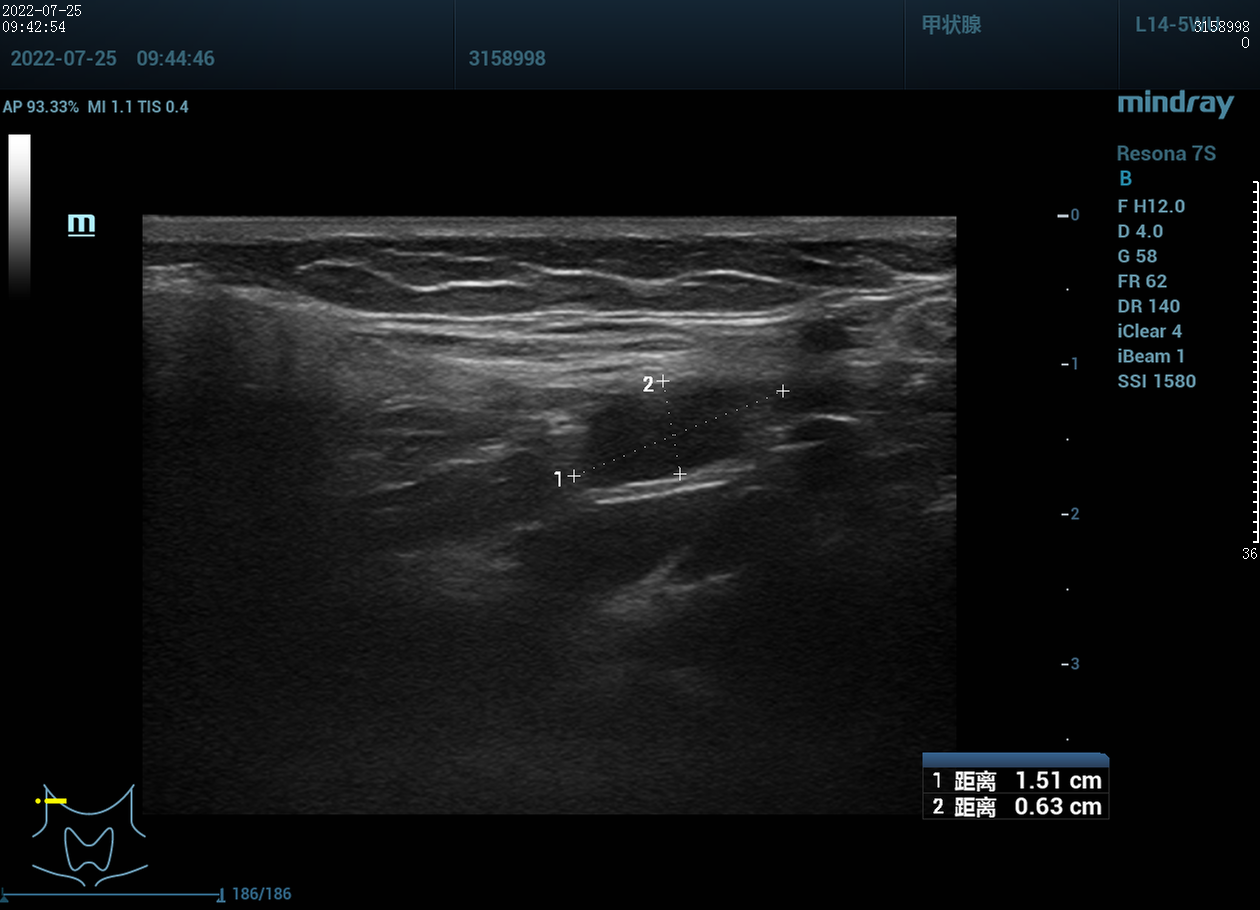 2022-07-25
09:42:54
2022-07-25 09:44:46
3158998
甲状腺
L14-5WU
3158998
0
AP 93.33% MI 1.1 TIS 0.4
mindray
Resona 7S
B
F H12.0
D 4.0
G 58
FR 62
DR 140
iClear 4
iBeam 1
SSI 1580
m
0
1
2
3
36
2
1
1 距离 1.51 cm
2 距离 0.63 cm
186/186